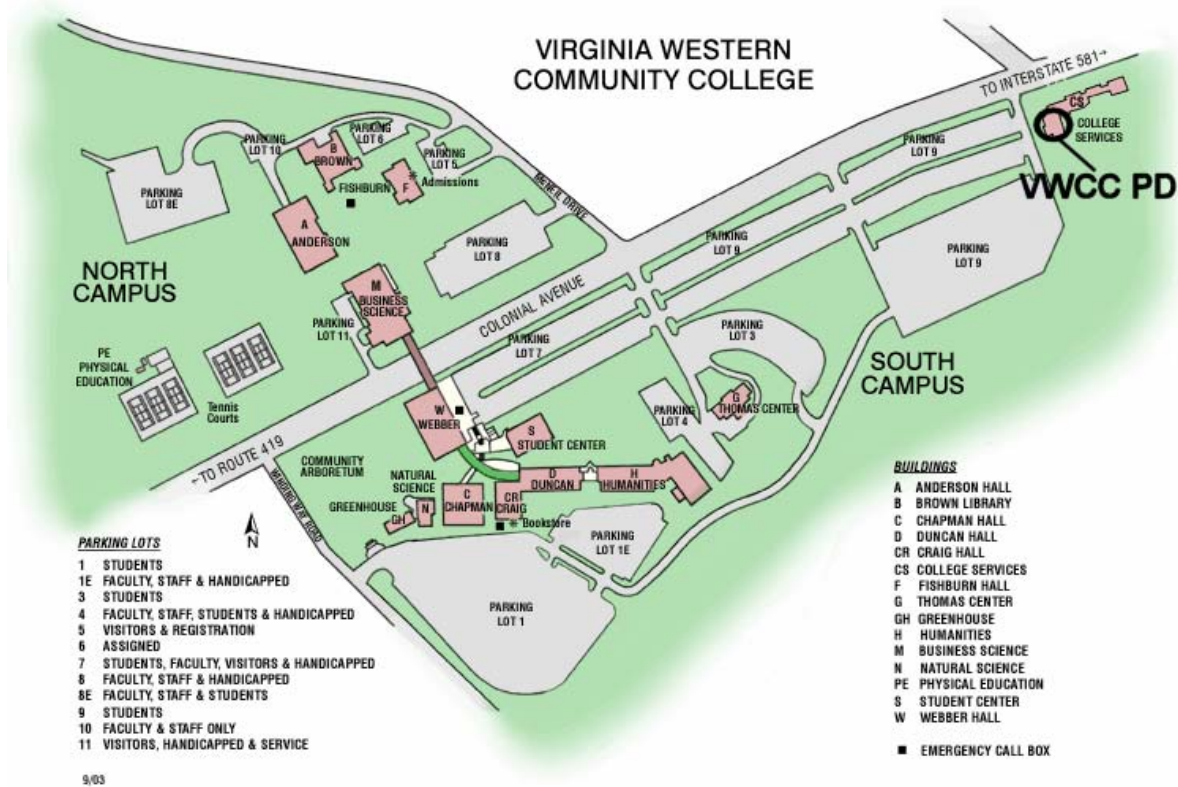 VIRGINIA WESTERN
COMMUNITY COLLEGE
TO INTERSTATE 581→
CS
COLLEGE
SERVICES
VWCC PD
PARKING
LOT 10
PARKING
LOT 6
PARKING
LOT 5
B
BROWN
FISHBURN
F
Admissions
McNEIL DRIVE
PARKING
LOT 8E
A
ANDERSON
PARKING
LOT 8
PARKING
LOT 9
PARKING
LOT 9
PARKING
LOT 9
NORTH
CAMPUS
M
BUSINESS
SCIENCE
PARKING
LOT 11
COLONIAL AVENUE
PARKING
LOT 7
PARKING
LOT 3
SOUTH
CAMPUS
PE
PHYSICAL
EDUCATION
Tennis
Courts
←TO ROUTE 419
W
WEBBER
S
STUDENT CENTER
PARKING
LOT 4
G
THOMAS CENTER
COMMUNITY
ARBORETUM
WINDING WAY ROAD
NATURAL
SCIENCE
GREENHOUSE
GH
N
C
CHAPMAN
CR
CRAIG
D
DUNCAN
H
HUMANITIES
Bookstore
PARKING
LOT 1E
PARKING
LOT 1
N
PARKING LOTS
1 STUDENTS
1E FACULTY, STAFF & HANDICAPPED
3 STUDENTS
4 FACULTY, STAFF, STUDENTS & HANDICAPPED
5 VISITORS & REGISTRATION
6 ASSIGNED
7 STUDENTS, FACULTY, VISITORS & HANDICAPPED
8 FACULTY, STAFF & HANDICAPPED
8E FACULTY, STAFF & STUDENTS
9 STUDENTS
10 FACULTY & STAFF ONLY
11 VISITORS, HANDICAPPED & SERVICE
9/03
BUILDINGS
A ANDERSON HALL
B BROWN LIBRARY
C CHAPMAN HALL
D DUNCAN HALL
CR CRAIG HALL
CS COLLEGE SERVICES
F FISHBURN HALL
G THOMAS CENTER
GH GREENHOUSE
H HUMANITIES
M BUSINESS SCIENCE
N NATURAL SCIENCE
PE PHYSICAL EDUCATION
S STUDENT CENTER
W WEBBER HALL
■ EMERGENCY CALL BOX